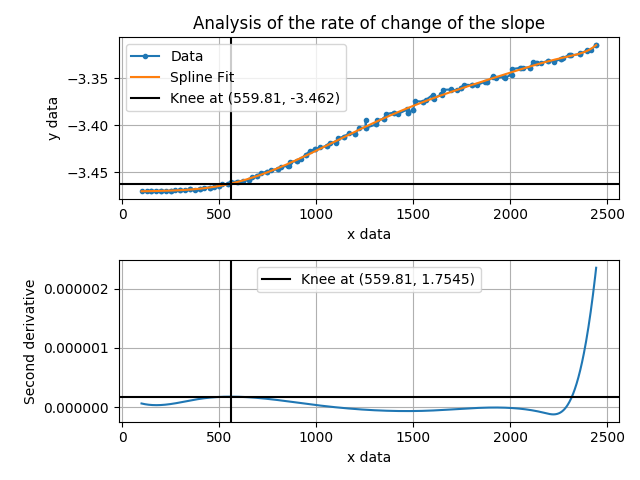 Analysis of the rate of change of the slope
Data
Spline Fit
Knee at (559.81, -3.462)
−3.35
−3.40
−3.45
y data
0 500 1000 1500 2000 2500
x data
Knee at (559.81, 1.7545)
0.000002
0.000001
0.000000
Second derivative
0 500 1000 1500 2000 2500
x data